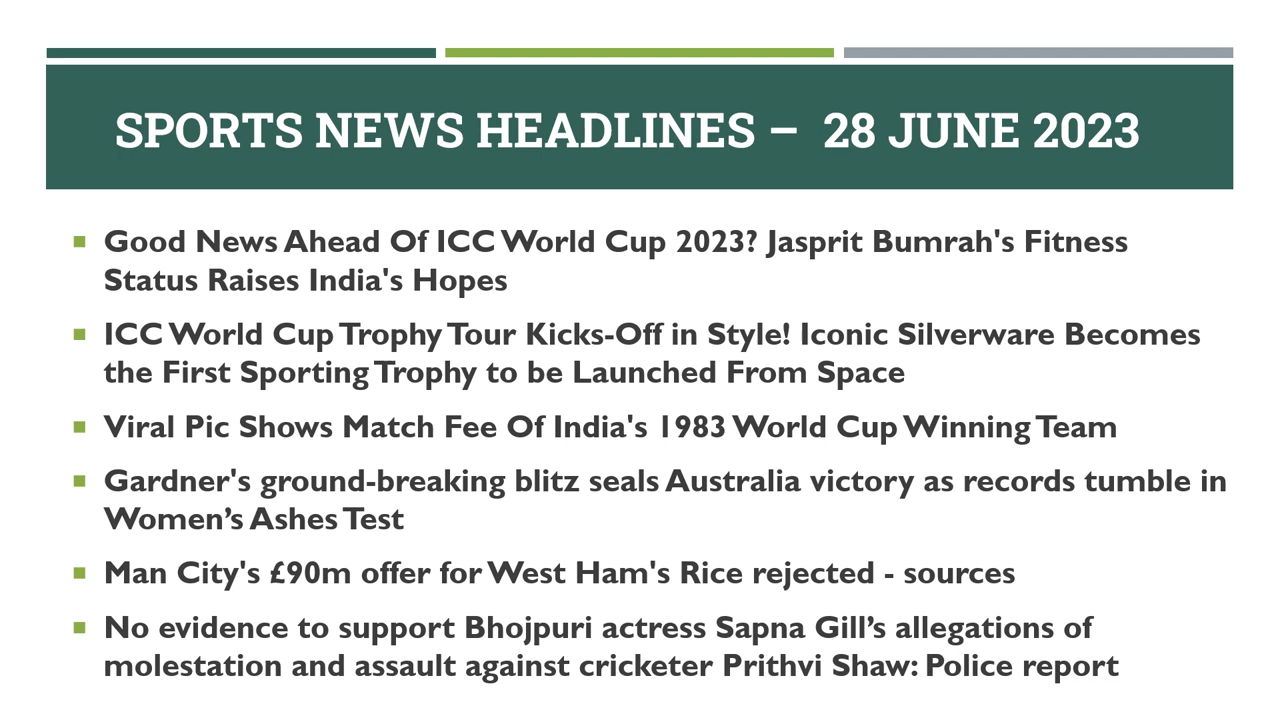 SPORTS NEWS HEADLINES – 28 JUNE 2023
Good News Ahead Of ICC World Cup 2023? Jasprit Bumrah's Fitness
Status Raises India's Hopes
ICC World Cup Trophy Tour Kicks-Off in Style! Iconic Silverware Becomes
the First Sporting Trophy to be Launched From Space
Viral Pic Shows Match Fee Of India's 1983 World Cup Winning Team
Gardner's ground-breaking blitz seals Australia victory as records tumble in
Women’s Ashes Test
Man City's £90m offer for West Ham's Rice rejected - sources
No evidence to support Bhojpuri actress Sapna Gill’s allegations of
molestation and assault against cricketer Prithvi Shaw: Police report